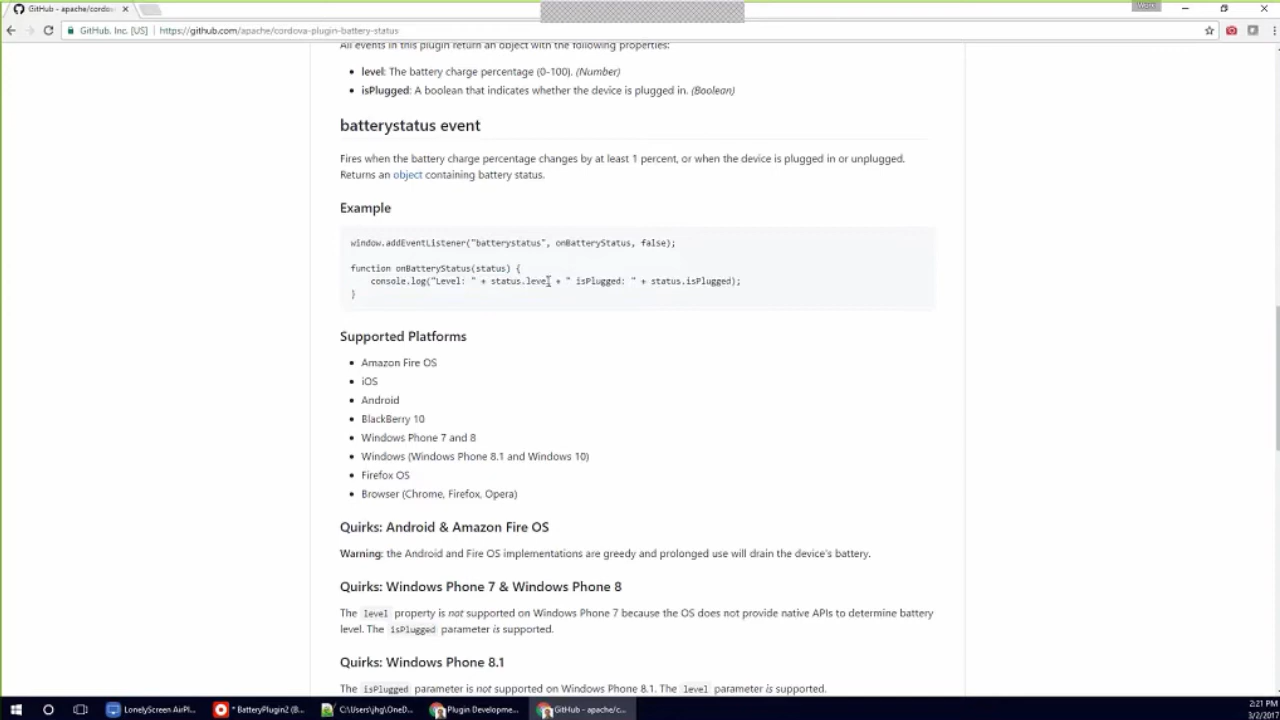 GitHub - apache/cordov
GitHub, Inc. [US]
https://github.com/apache/cordova-plugin-battery-status
All events in this plugin return an object with the following properties:
level: The battery charge percentage (0-100). (Number)
isPlugged: A boolean that indicates whether the device is plugged in. (Boolean)
batterystatus event
Fires when the battery charge percentage changes by at least 1 percent, or when the device is plugged in or unplugged.
Returns an object containing battery status.
Example
window.addEventListener("batterystatus", onBatteryStatus, false);
function onBatteryStatus(status) {
console.log("Level: " + status.level + " isPlugged: " + status.isPlugged);
}
Supported Platforms
Amazon Fire OS
iOS
Android
BlackBerry 10
Windows Phone 7 and 8
Windows (Windows Phone 8.1 and Windows 10)
Firefox OS
Browser (Chrome, Firefox, Opera)
Quirks: Android & Amazon Fire OS
Warning: the Android and Fire OS implementations are greedy and prolonged use will drain the device's battery.
Quirks: Windows Phone 7 & Windows Phone 8
The level property is not supported on Windows Phone 7 because the OS does not provide native APIs to determine battery
level. The isPlugged parameter is supported.
Quirks: Windows Phone 8.1
The isPlugged parameter is not supported on Windows Phone 8.1. The level parameter is supported.
LonelyScreen AirPl...
* BatteryPlugin2 (B...
C:\Users\jhg\OneD...
Plugin Developme...
GitHub - apache/c...
2:21 PM
3/2/2017